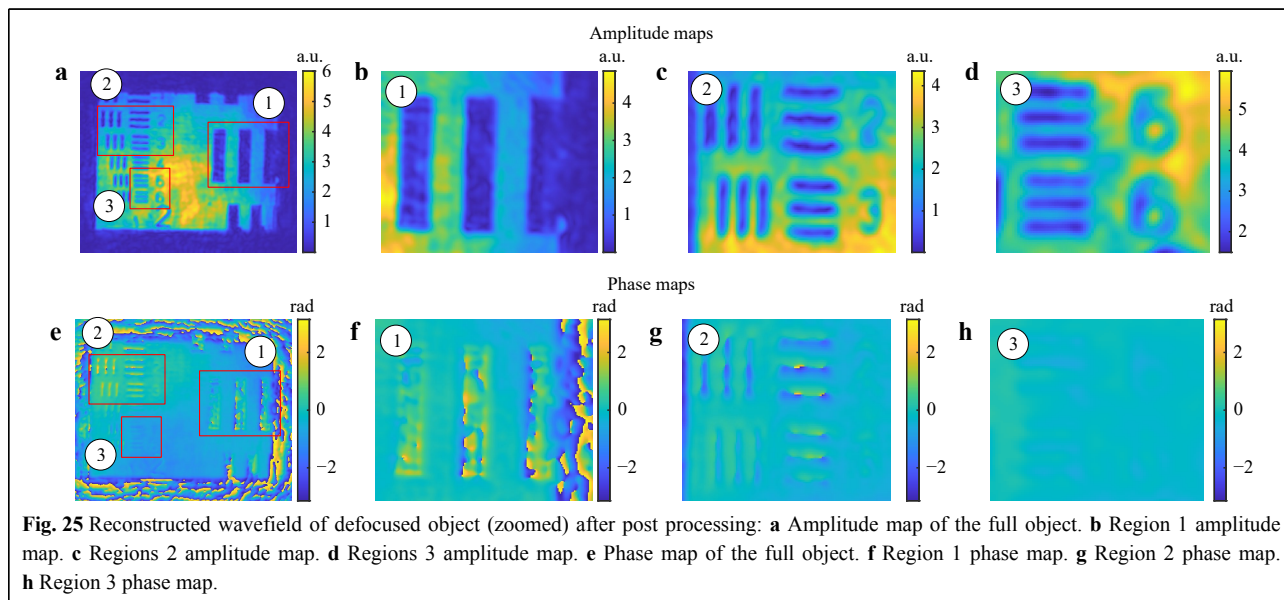 Amplitude maps
a
2
1
3
a.u.
6
5
4
3
2
1
b
1
a.u.
4
3
2
1
c
2
a.u.
4
3
2
1
d
3
a.u.
5
4
3
2
Phase maps
e
2
1
3
rad
2
0
−2
f
1
rad
2
0
−2
g
2
rad
2
0
−2
h
3
rad
2
0
−2
Fig. 25 Reconstructed wavefield of defocused object (zoomed) after post processing: a Amplitude map of the full object. b Region 1 amplitude
map. c Regions 2 amplitude map. d Regions 3 amplitude map. e Phase map of the full object. f Region 1 phase map. g Region 2 phase map.
h Region 3 phase map.